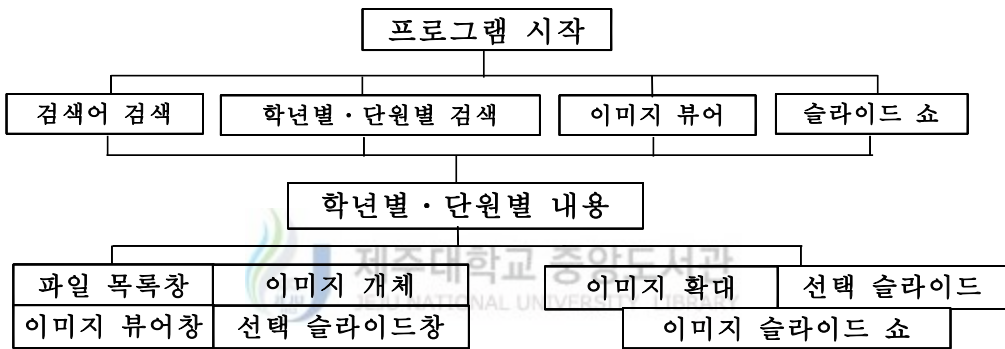 프로그램 시작
검색어 검색 학년별·단원별 검색 이미지 뷰어 슬라이드 쇼
학년별·단원별 내용
제주대학교 중앙도서관
JEJU NATIONAL UNIVERSITY LIBRARY
파일 목록창 이미지 개체 이미지 확대 선택 슬라이드
이미지 뷰어창 선택 슬라이드창 이미지 슬라이드 쇼